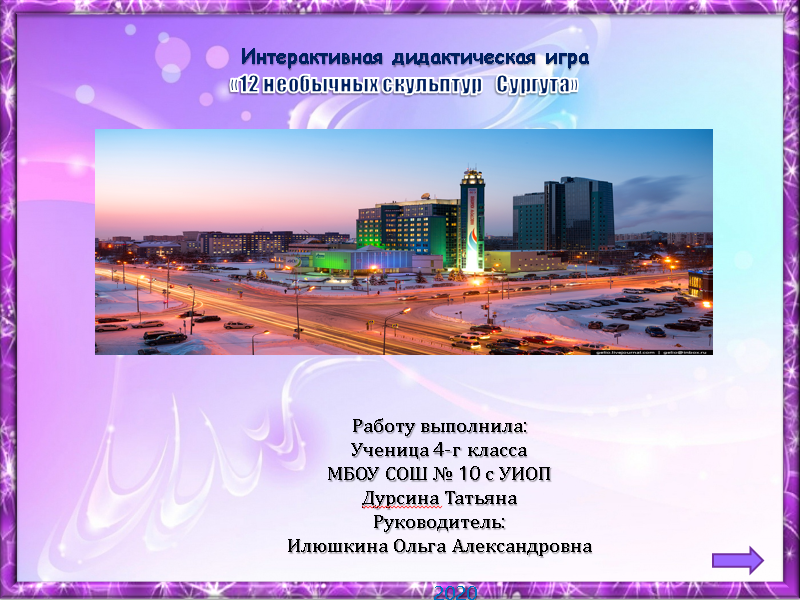 Интерактивная дидактическая игра
«12 необычных скульптур Сургута»
gelio.livejournal.com | gelio@inbox.ru
Работу выполнила:
Ученица 4-г класса
МБОУ СОШ № 10 с УИОП
Дурсина Татьяна
Руководитель:
Илюшкина Ольга Александровна
2020